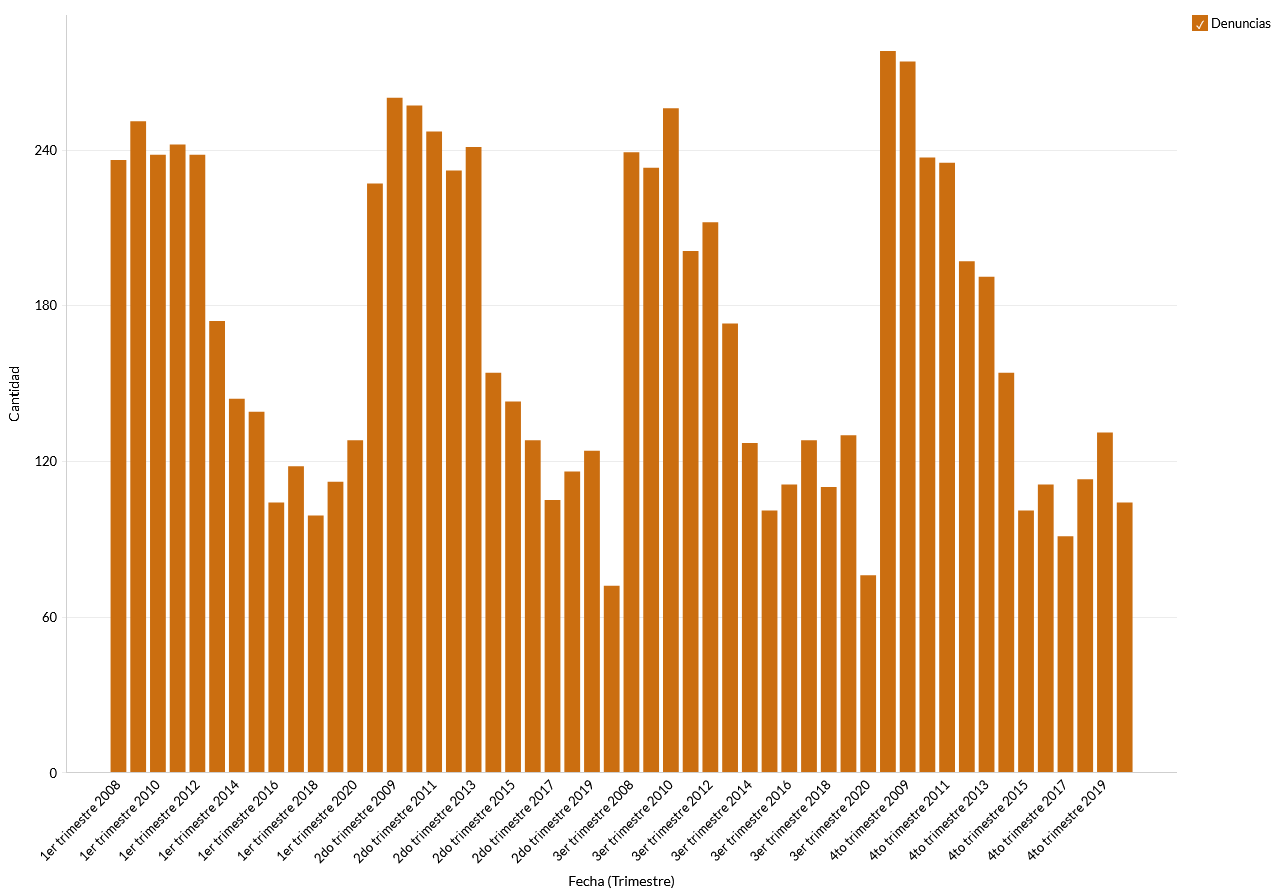 Denuncias
240
180
120
60
0
Cantidad
1er trimestre 2008
1er trimestre 2010
1er trimestre 2012
1er trimestre 2014
1er trimestre 2016
1er trimestre 2018
1er trimestre 2020
2do trimestre 2009
2do trimestre 2011
2do trimestre 2013
2do trimestre 2015
2do trimestre 2017
2do trimestre 2019
3er trimestre 2008
3er trimestre 2010
3er trimestre 2012
3er trimestre 2014
3er trimestre 2016
3er trimestre 2018
3er trimestre 2020
4to trimestre 2009
4to trimestre 2011
4to trimestre 2013
4to trimestre 2015
4to trimestre 2017
4to trimestre 2019
Fecha (Trimestre)